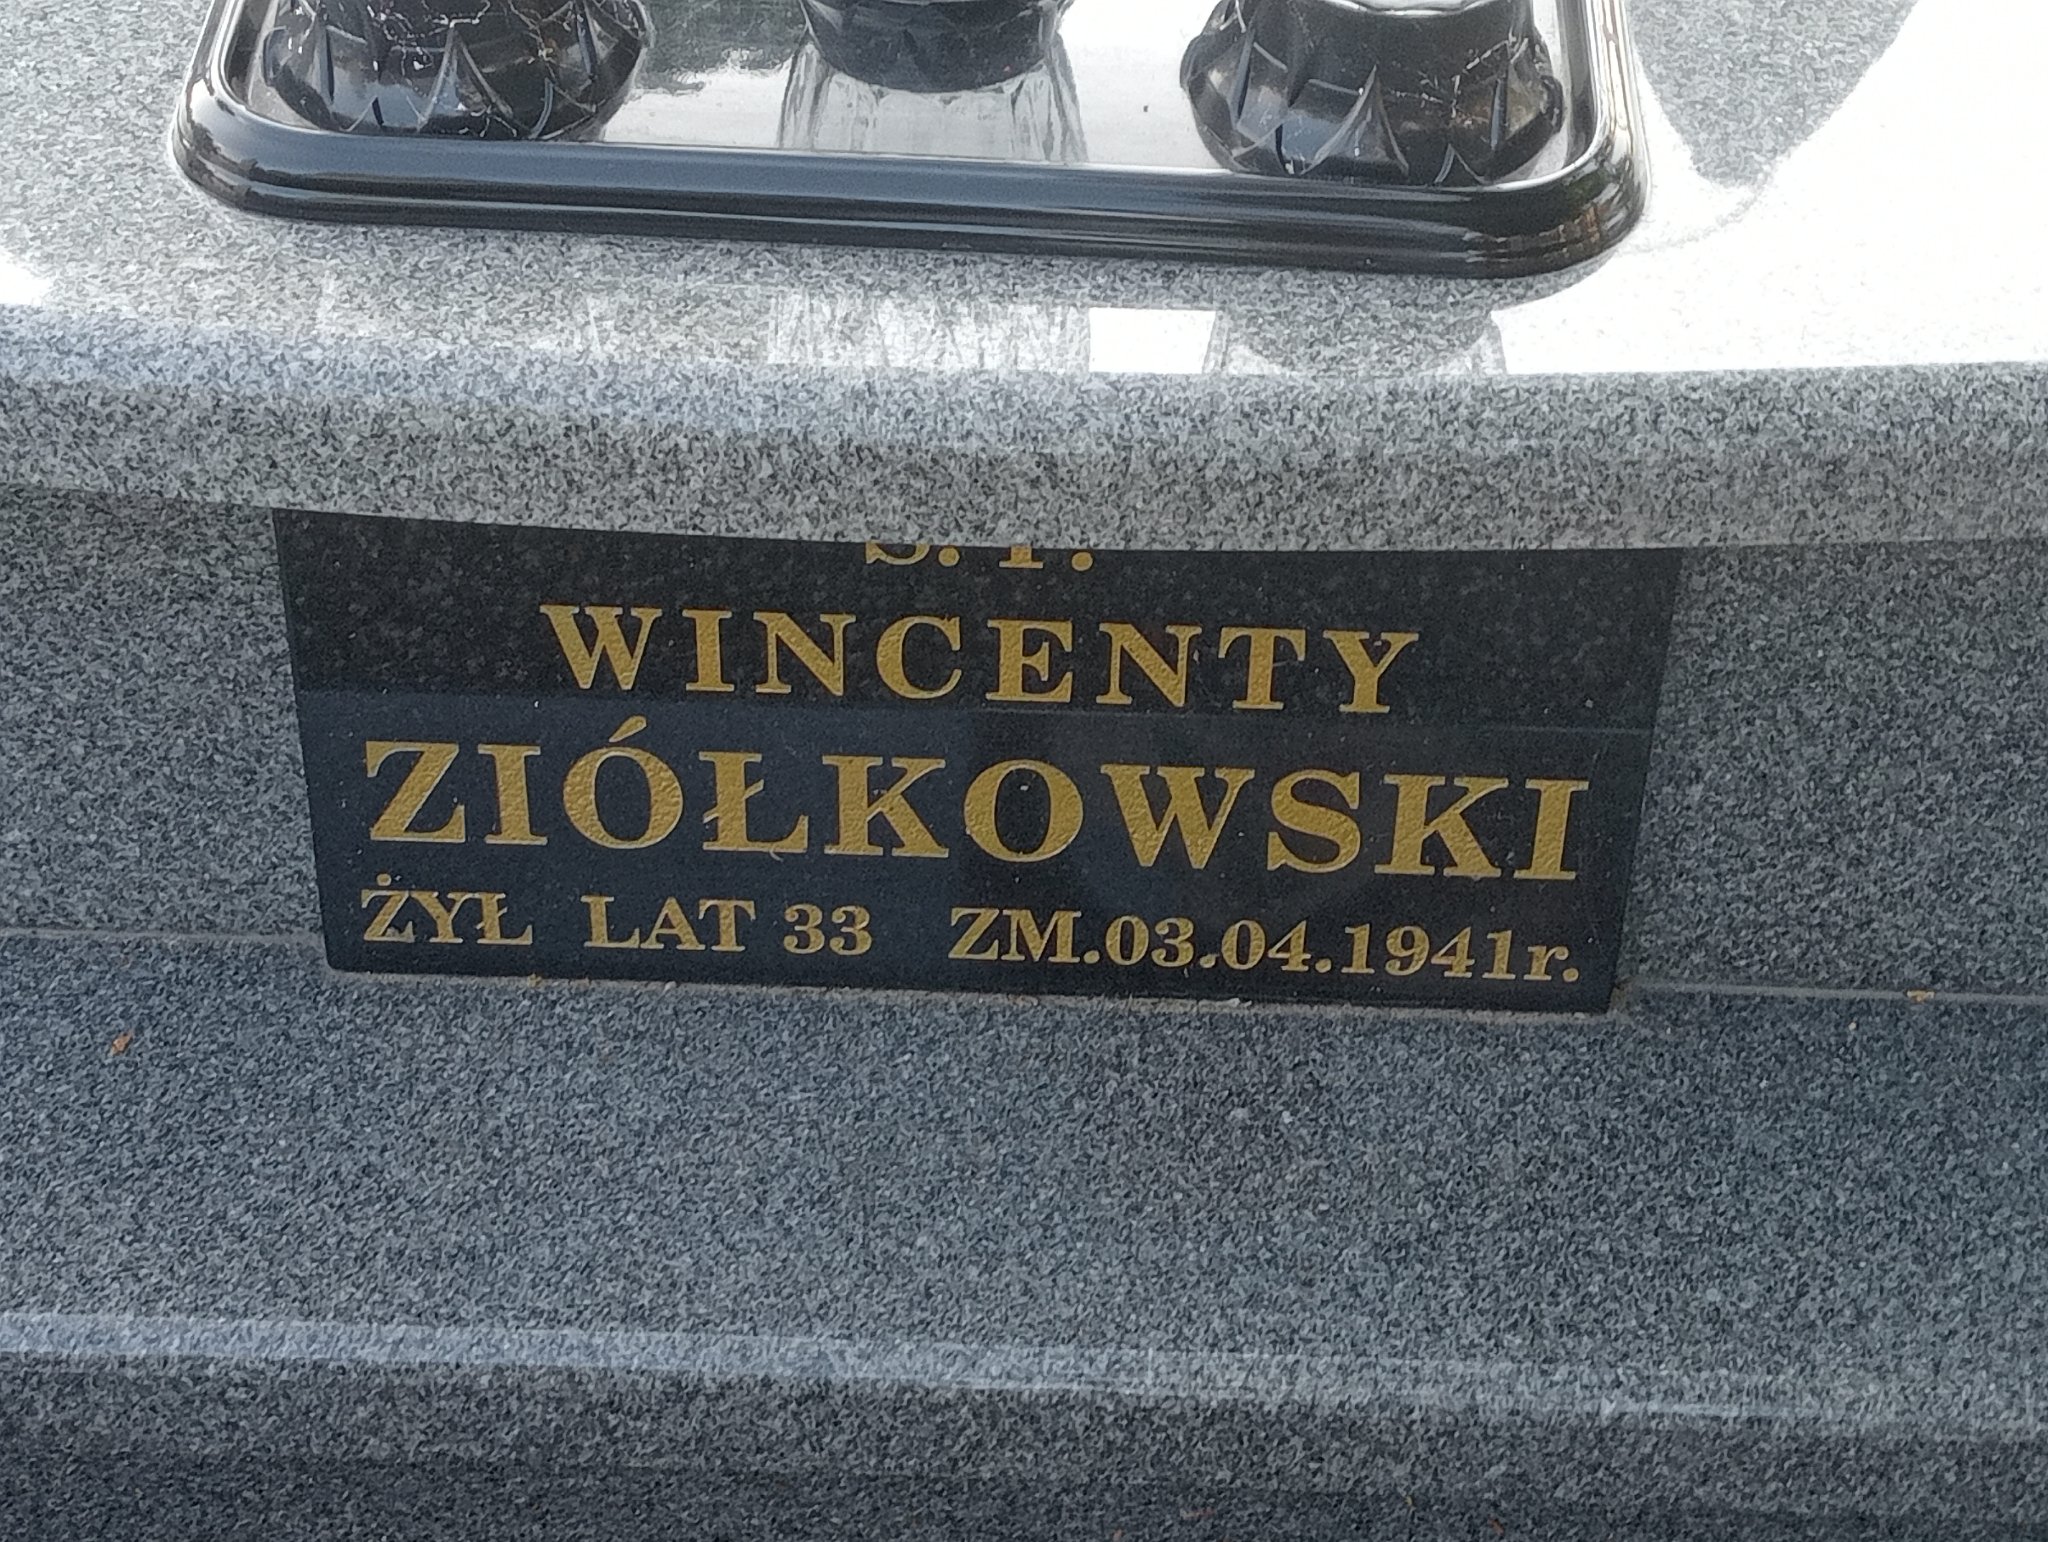 Ś. P.
WINCENTY
ZIÓŁKOWSKI
ŻYŁ LAT 33 ZM.03.04.1941r.